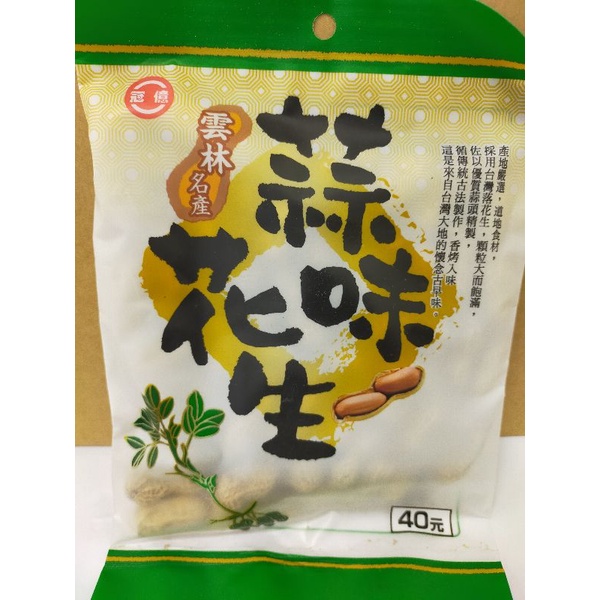 冠億
雲林
名產
蒜味
花生
產地嚴選，道地食材，
採用台灣落花生，顆粒大而飽滿，
佐以優質蒜頭精製，
循傳統古法製作，香烤入味，
這是來自台灣大地的懷念古早味。
40元